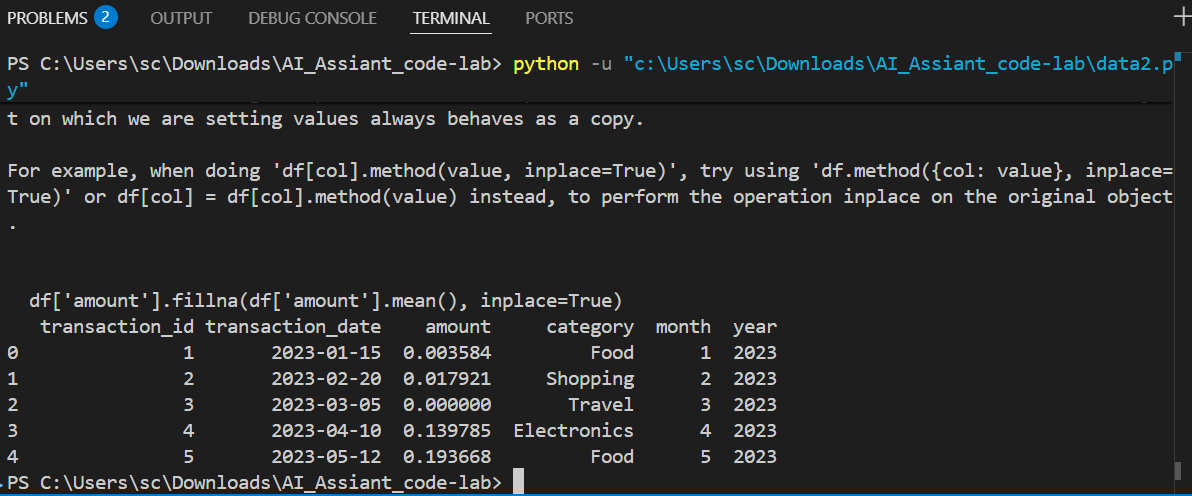 PROBLEMS 2 OUTPUT DEBUG CONSOLE TERMINAL PORTS
PS C:\Users\sc\Downloads\AI_Assiant_code-lab> python -u "c:\Users\sc\Downloads\AI_Assiant_code-lab\data2.p
y"
t on which we are setting values always behaves as a copy.
For example, when doing 'df[col].method(value, inplace=True)', try using 'df.method({col: value}, inplace=
True)' or df[col] = df[col].method(value) instead, to perform the operation inplace on the original object
.
df['amount'].fillna(df['amount'].mean(), inplace=True)
transaction_id transaction_date amount category month year
0 1 2023-01-15 0.003584 Food 1 2023
1 2 2023-02-20 0.017921 Shopping 2 2023
2 3 2023-03-05 0.000000 Travel 3 2023
3 4 2023-04-10 0.139785 Electronics 4 2023
4 5 2023-05-12 0.193668 Food 5 2023
PS C:\Users\sc\Downloads\AI_Assiant_code-lab>